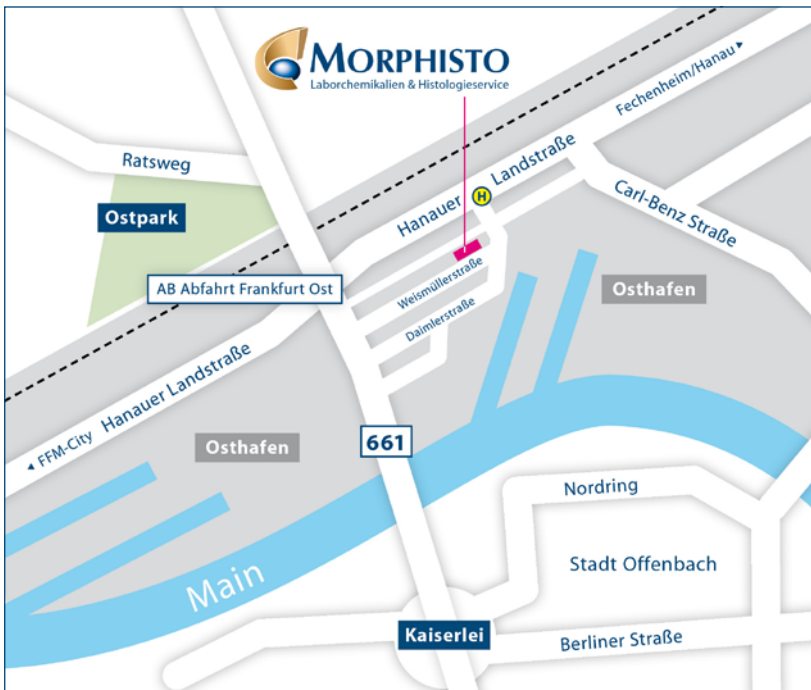 MORPHISTO
Laborchemikalien & Histologieservice
Fechenheim/Hanau
Ratsweg
Hanauer Landstraße
H
Carl-Benz Straße
Ostpark
Weismüllerstraße
AB Abfahrt Frankfurt Ost
Osthafen
Daimlerstraße
Hanauer Landstraße
FFM-City
661
Osthafen
Nordring
Stadt Offenbach
Main
Kaiserlei
Berliner Straße